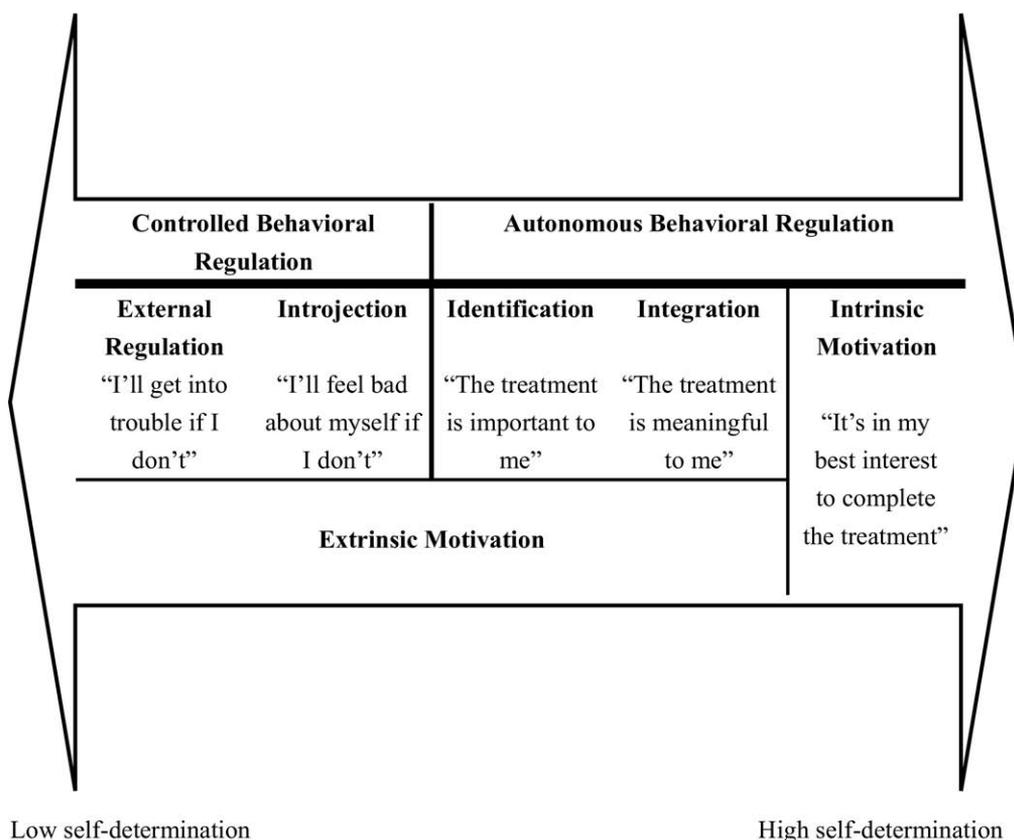 Controlled Behavioral
Regulation
Autonomous Behavioral Regulation
External
Regulation
“I’ll get into
trouble if I
don’t”
Introjection
“I’ll feel bad
about myself if
I don’t”
Identification
“The treatment
is important to
me”
Integration
“The treatment
is meaningful
to me”
Intrinsic
Motivation
“It’s in my
best interest
to complete
the treatment”
Extrinsic Motivation
Low self-determination
High self-determination